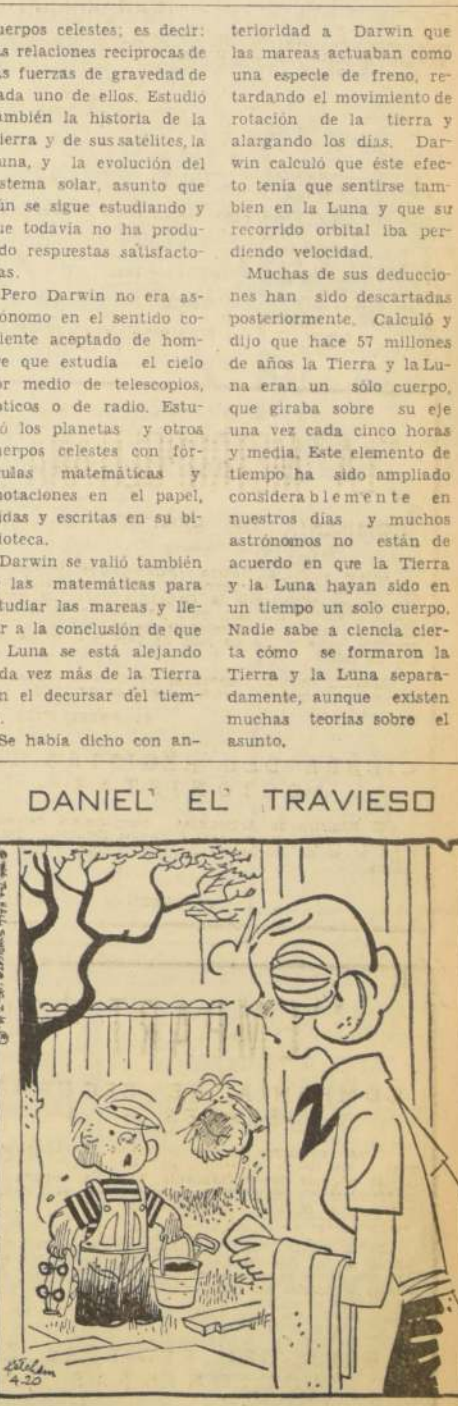 uerpos celestes; es decir:
as relaciones reciprocas de
as fuerzas de gravedad de
ada uno de ellos. Estudió
ambién la historia de la
ierra y de sus satélites, la
una, y la evolución del
stema solar, asunto que
ún se sigue estudiando y
ue todavía no ha produ-
do respuestas satisfacto-
as.
Pero Darwin no era as-
ónomo en el sentido co-
iente aceptado de hom-
re que estudia el cielo
or medio de telescopios,
pticos o de radio. Estu-
ó los planetas y otros
uerpos celestes con fór-
ulas matemáticas y
notaciones en el papel,
idas y escritas en su bi-
ioteca.
Darwin se valió también
las matemáticas para
tudiar las mareas y lle-
r a la conclusión de que
Luna se está alejando
da vez más de la Tierra
n el decursar del tiem-
.
Se había dicho con an-
terioridad a Darwin que
las mareas actuaban como
una especie de freno, re-
tardando el movimiento de
rotación de la tierra y
alargando los días. Dar-
win calculó que éste efec-
to tenia que sentirse tam-
bien en la Luna y que su
recorrido orbital iba per-
diendo velocidad.
Muchas de sus deduccio-
nes han sido descartadas
posteriormente. Calculó y
dijo que hace 57 millones
de años la Tierra y la Lu-
na eran un sólo cuerpo,
que giraba sobre su eje
una vez cada cinco horas
y media. Este elemento de
tiempo ha sido ampliado
considerablemente en
nuestros días y muchos
astrónomos no están de
acuerdo en que la Tierra
y la Luna hayan sido en
un tiempo un solo cuerpo.
Nadie sabe a ciencia cier-
ta cómo se formaron la
Tierra y la Luna separa-
damente, aunque existen
muchas teorías sobre el
asunto.
DANIEL EL TRAVIESO
Ketcham
4-20